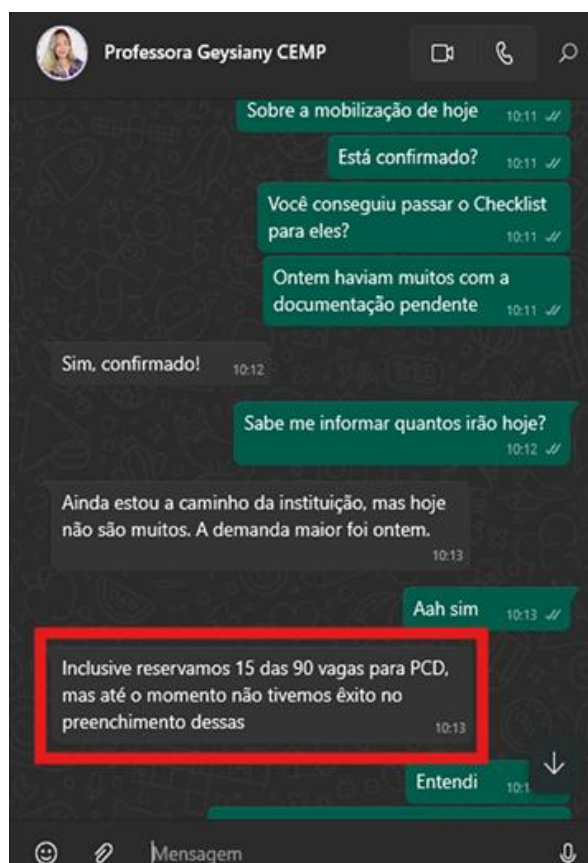 Professora Geysiany CEMP
Sobre a mobilização de hoje 10:11
Está confirmado? 10:11
Você conseguiu passar o Checklist
para eles? 10:11
Ontem haviam muitos com a
documentação pendente 10:11
Sim, confirmado! 10:12
Sabe me informar quantos irão hoje?
10:12
Ainda estou a caminho da instituição, mas hoje
não são muitos. A demanda maior foi ontem.
10:13
Aah sim 10:13
Inclusive reservamos 15 das 90 vagas para PCD,
mas até o momento não tivemos êxito no
preenchimento dessas 10:13
Entendi
Mensagem